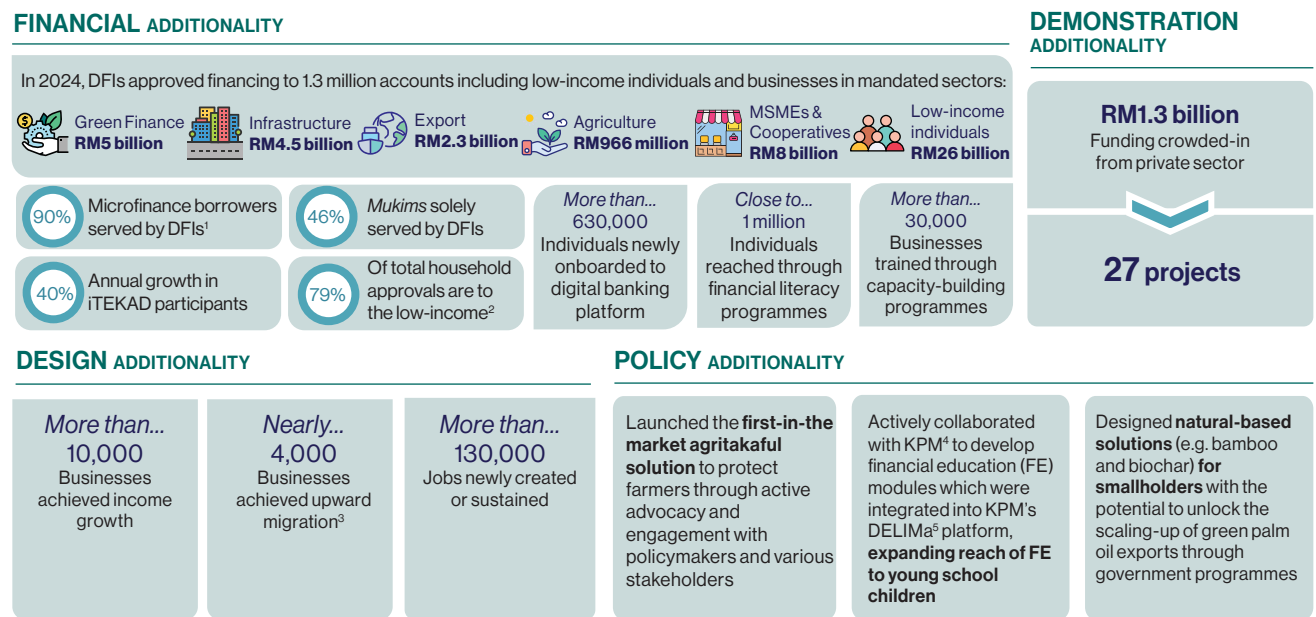 FINANCIAL ADDITIONALITY
In 2024, DFIs approved financing to 1.3 million accounts including low-income individuals and businesses in mandated sectors:
Green Finance
RM5 billion
Infrastructure
RM4.5 billion
Export
RM2.3 billion
Agriculture
RM966 million
MSMEs &
Cooperatives
RM8 billion
Low-income
individuals
RM26 billion
90%
Microfinance borrowers
served by DFIs1
46%
Mukims solely
served by DFIs
40%
Annual growth in
iTEKAD participants
79%
Of total household
approvals are to
the low-income2
More than...
630,000
Individuals newly
onboarded to
digital banking
platform
Close to...
1 million
Individuals
reached through
financial literacy
programmes
More than...
30,000
Businesses
trained through
capacity-building
programmes
DEMONSTRATION
ADDITIONALITY
RM1.3 billion
Funding crowded-in
from private sector
27 projects
DESIGN ADDITIONALITY
More than...
10,000
Businesses
achieved income
growth
Nearly...
4,000
Businesses
achieved upward
migration3
More than...
130,000
Jobs newly created
or sustained
POLICY ADDITIONALITY
Launched the first-in-the
market agritakaful
solution to protect
farmers through active
advocacy and
engagement with
policymakers and various
stakeholders
Actively collaborated
with KPM4 to develop
financial education (FE)
modules which were
integrated into KPM's
DELIMa5 platform,
expanding reach of FE
to young school
children
Designed natural-based
solutions (e.g. bamboo
and biochar) for
smallholders with the
potential to unlock the
scaling-up of green palm
oil exports through
government programmes